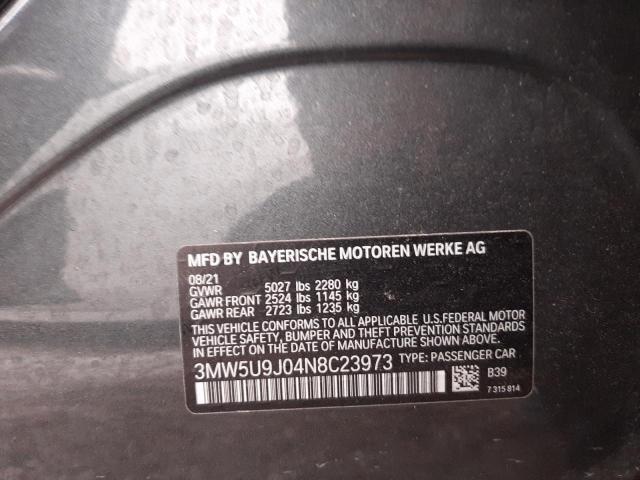 MFD BY BAYERISCHE MOTOREN WERKE AG
08/21
GVWR 5027 lbs 2280 kg
GAWR FRONT 2524 lbs 1145 kg
GAWR REAR 2723 lbs 1235 kg
THIS VEHICLE CONFORMS TO ALL APPLICABLE U.S.FEDERAL MOTOR
VEHICLE SAFETY, BUMPER AND THEFT PREVENTION STANDARDS
IN EFFECT ON THE DATE OF MANUFACTURE SHOWN ABOVE.
3MW5U9J04N8C23973 TYPE: PASSENGER CAR
B39
7 315 814